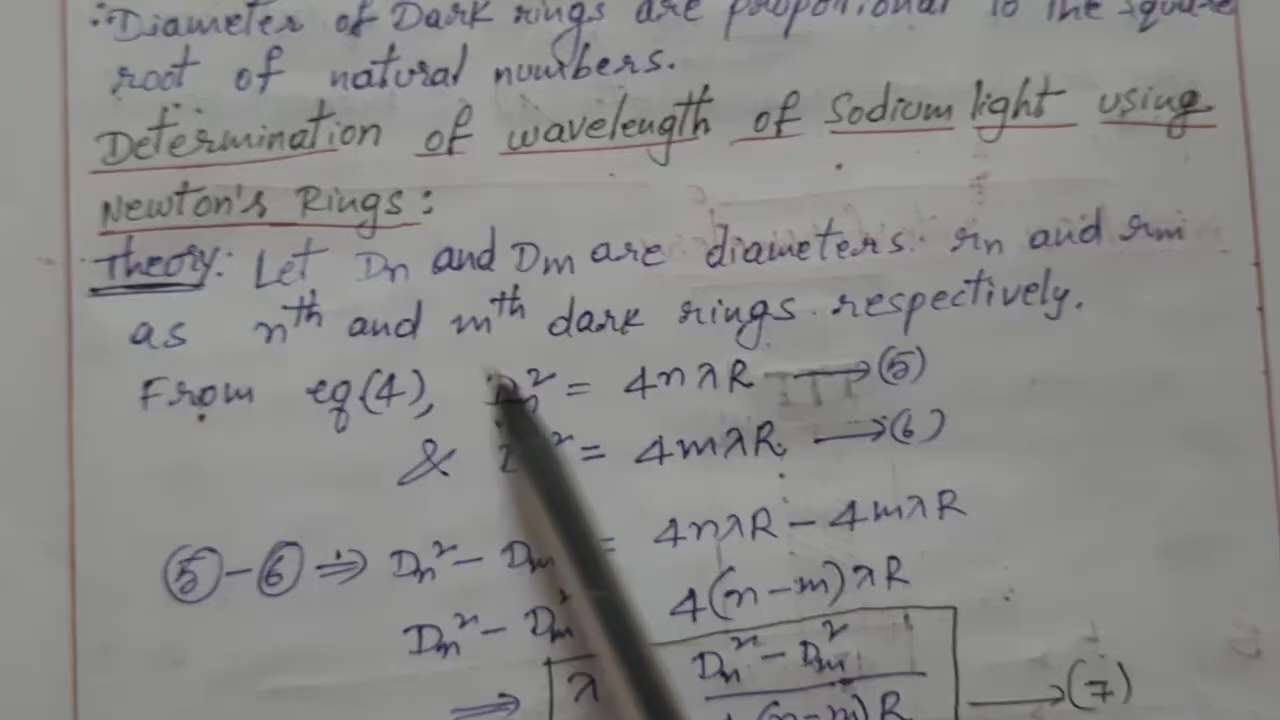 ∴ Diameter of Dark rings are proportional to the square
root of natural numbers.
Determination of wavelength of Sodium light using
Newton's Rings:
Theory: Let Dn and Dm are diameters. rn and rm
as nth and mth dark rings respectively.
From eq(4), Dn² = 4nλR ⟶(5)
& ² = 4mλR ⟶(6)
⑤-⑥ ⇒ Dn² - Dm = 4nλR - 4mλR
Dn² - Dm² 4(n-m)λR
⇒ λ Dn² - Dm² / (n-m)R ⟶(7)